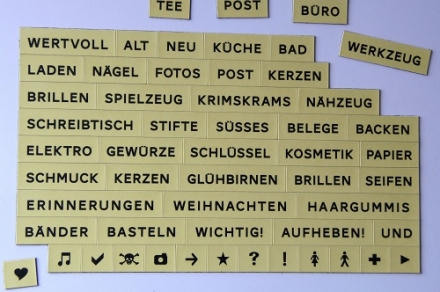 TEE POST BÜRO
WERKZEUG
WERTVOLL ALT NEU KÜCHE BAD
LADEN NÄGEL FOTOS POST KERZEN
BRILLEN SPIELZEUG KRIMSKRAMS NÄHZEUG
SCHREIBTISCH STIFTE SÜSSES BELEGE BACKEN
ELEKTRO GEWÜRZE SCHLÜSSEL KOSMETIK PAPIER
SCHMUCK KERZEN GLÜHBIRNEN BRILLEN SEIFEN
ERINNERUNGEN WEIHNACHTEN HAARGUMMIS
BÄNDER BASTELN WICHTIG! AUFHEBEN! UND
? !